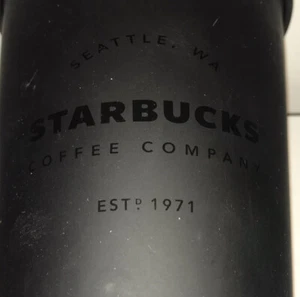 SEATTLE, WA
STARBUCKS
COFFEE COMPANY
ESTD 1971